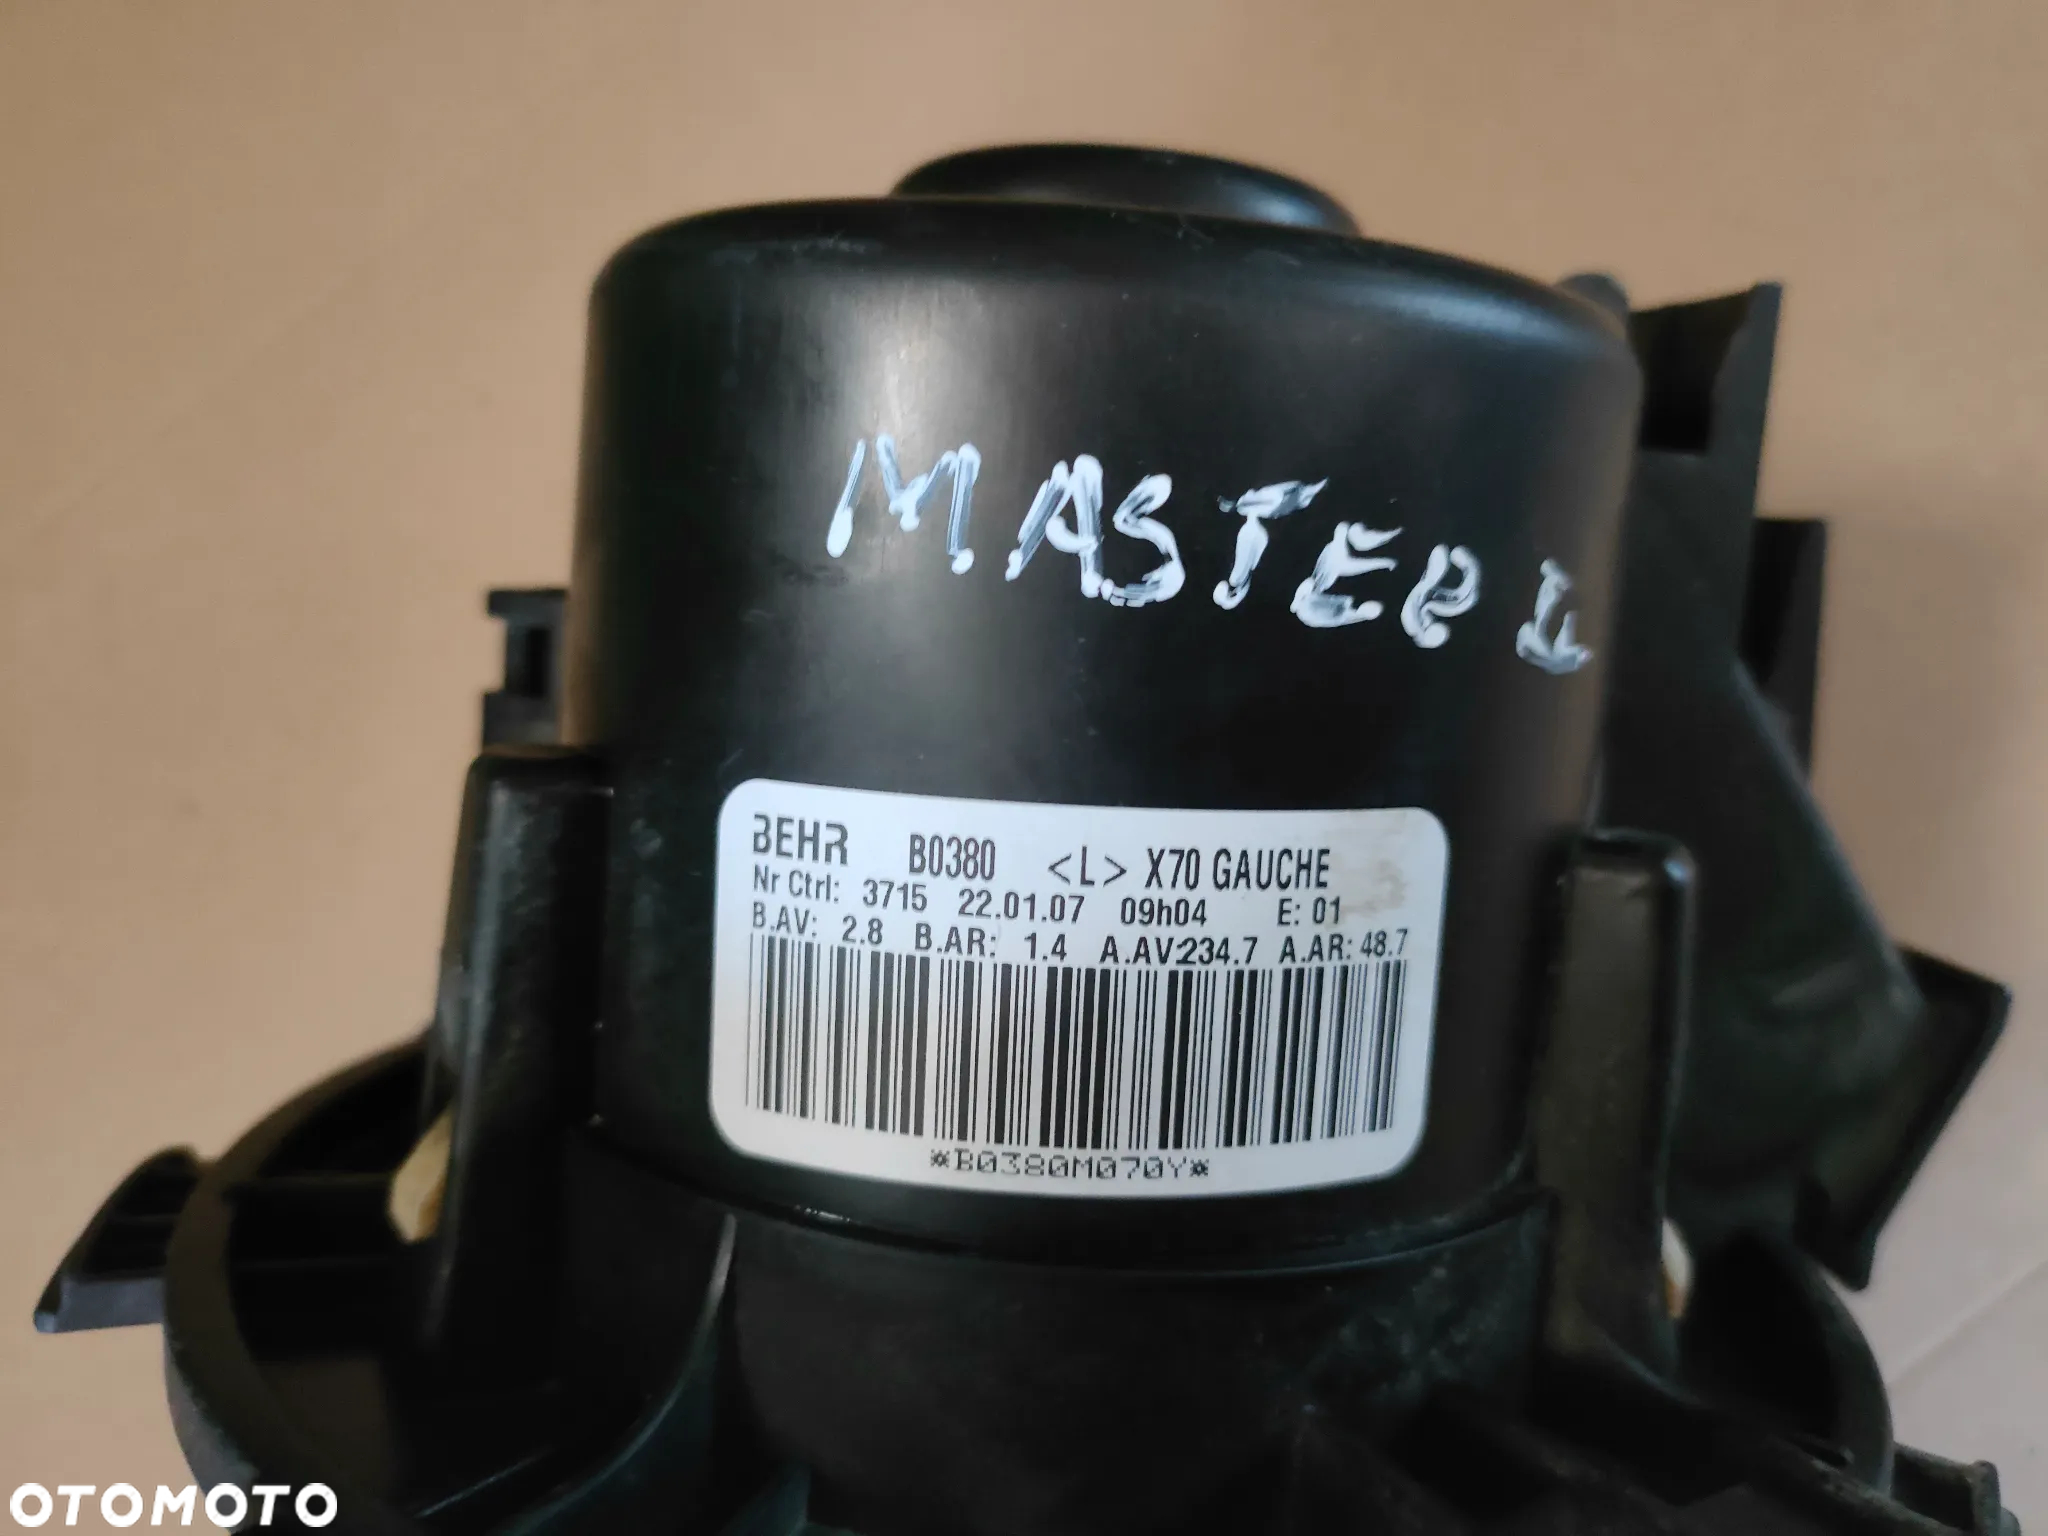 MASTER II
BEHR B0380 <L> X70 GAUCHE
Nr Ctrl: 3715 22.01.07 09h04 E: 01
B.AV: 2.8 B.AR: 1.4 A.AV:234.7 A.AR: 48.7
*B0380M070Y*
OTOMOTO